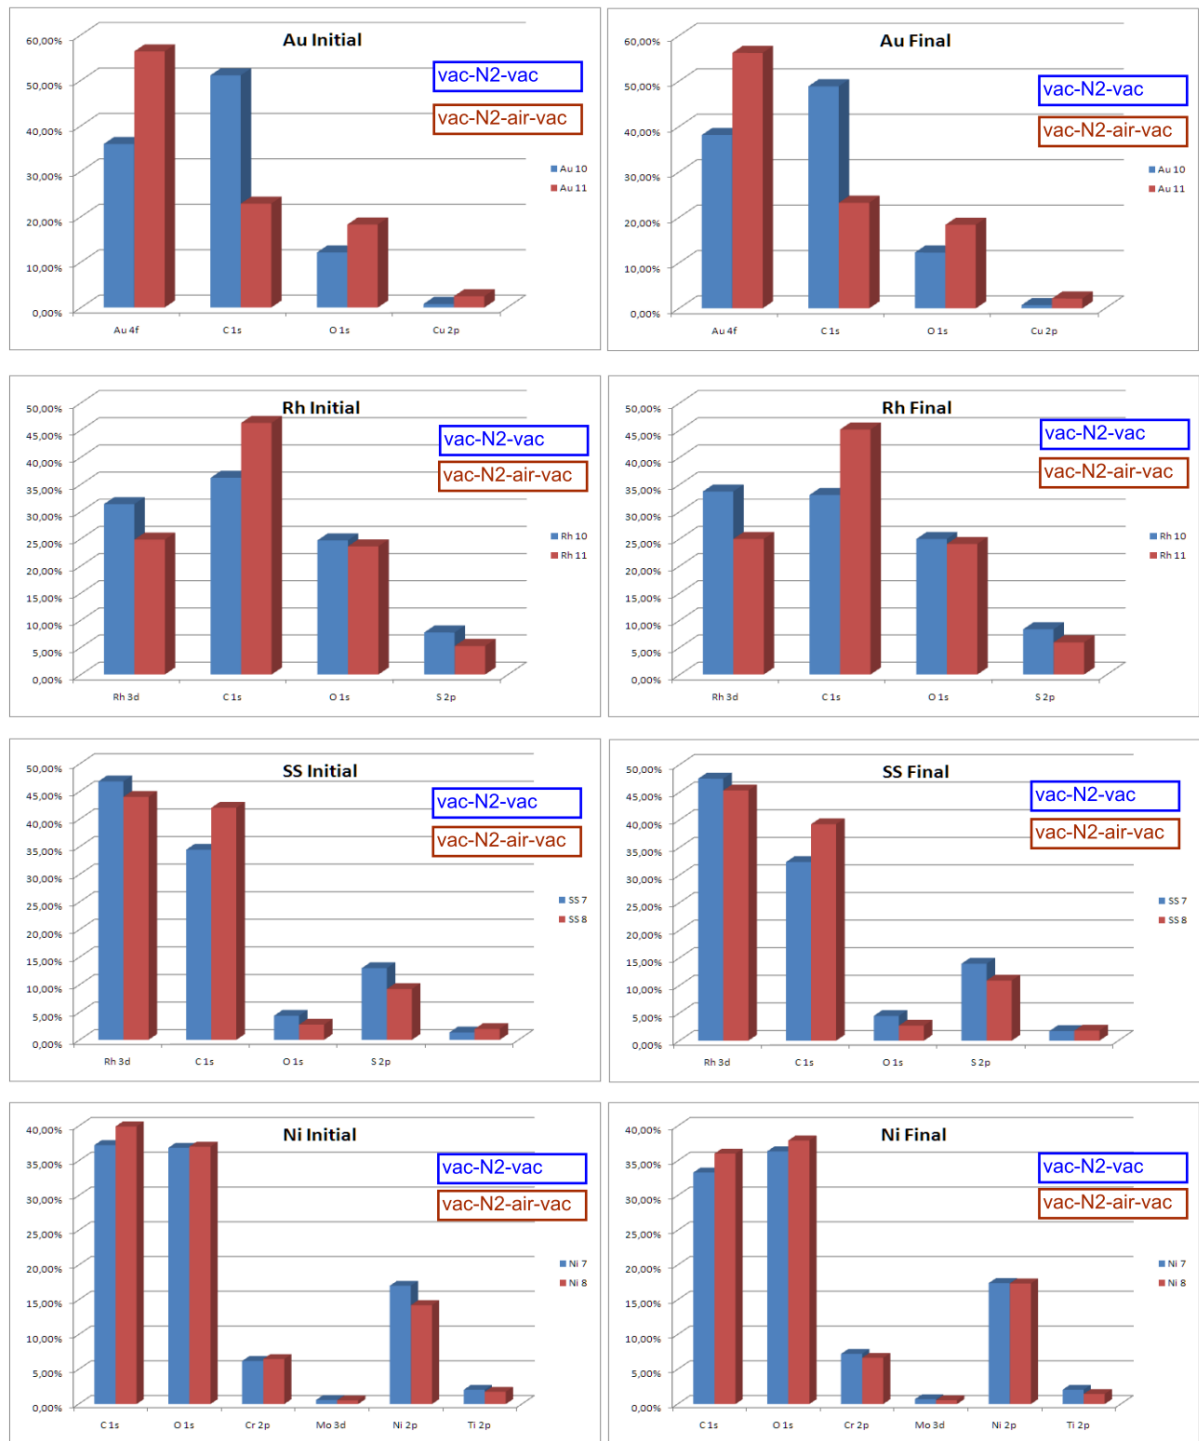 Au Initial
60,00%
50,00%
40,00%
30,00%
20,00%
10,00%
0,00%
vac-N2-vac
vac-N2-air-vac
Au 10
Au 11
Au 4f C 1s O 1s Cu 2p
Au Final
60,00%
50,00%
40,00%
30,00%
20,00%
10,00%
0,00%
vac-N2-vac
vac-N2-air-vac
Au 10
Au 11
Au 4f C 1s O 1s Cu 2p
Rh Initial
50,00%
45,00%
40,00%
35,00%
30,00%
25,00%
20,00%
15,00%
10,00%
5,00%
0,00%
vac-N2-vac
vac-N2-air-vac
Rh 10
Rh 11
Rh 3d C 1s O 1s S 2p
Rh Final
50,00%
45,00%
40,00%
35,00%
30,00%
25,00%
20,00%
15,00%
10,00%
5,00%
0,00%
vac-N2-vac
vac-N2-air-vac
Rh 10
Rh 11
Rh 3d C 1s O 1s S 2p
SS Initial
50,00%
45,00%
40,00%
35,00%
30,00%
25,00%
20,00%
15,00%
10,00%
5,00%
0,00%
vac-N2-vac
vac-N2-air-vac
SS 7
SS 8
Rh 3d C 1s O 1s S 2p
SS Final
50,00%
45,00%
40,00%
35,00%
30,00%
25,00%
20,00%
15,00%
10,00%
5,00%
0,00%
vac-N2-vac
vac-N2-air-vac
SS 7
SS 8
Rh 3d C 1s O 1s S 2p
Ni Initial
40,00%
35,00%
30,00%
25,00%
20,00%
15,00%
10,00%
5,00%
0,00%
vac-N2-vac
vac-N2-air-vac
Ni 7
Ni 8
C 1s O 1s Cr 2p Mo 3d Ni 2p Ti 2p
Ni Final
40,00%
35,00%
30,00%
25,00%
20,00%
15,00%
10,00%
5,00%
0,00%
vac-N2-vac
vac-N2-air-vac
Ni 7
Ni 8
C 1s O 1s Cr 2p Mo 3d Ni 2p Ti 2p